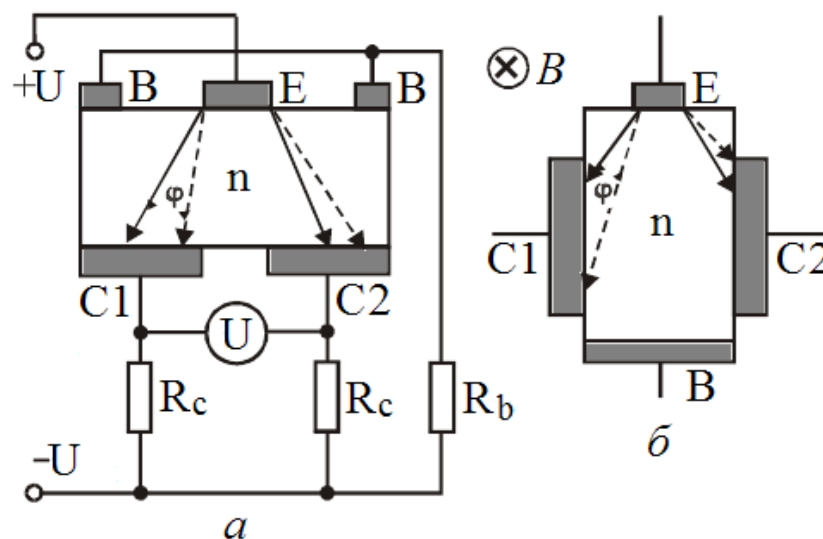 +U B E B
φ n
C1 C2
U
Rc Rc Rb
–U
а
B
E
φ n
C1 C2
B
б